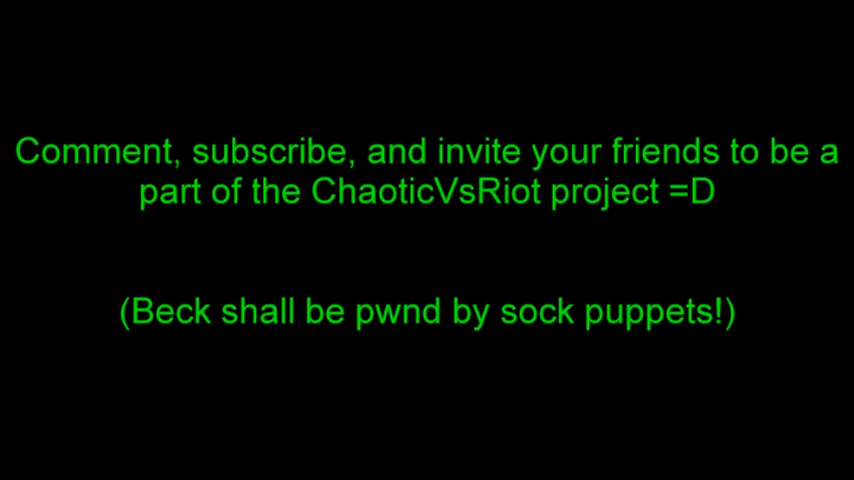 Comment, subscribe, and invite your friends to be a
part of the ChaoticVsRiot project =D
(Beck shall be pwnd by sock puppets!)